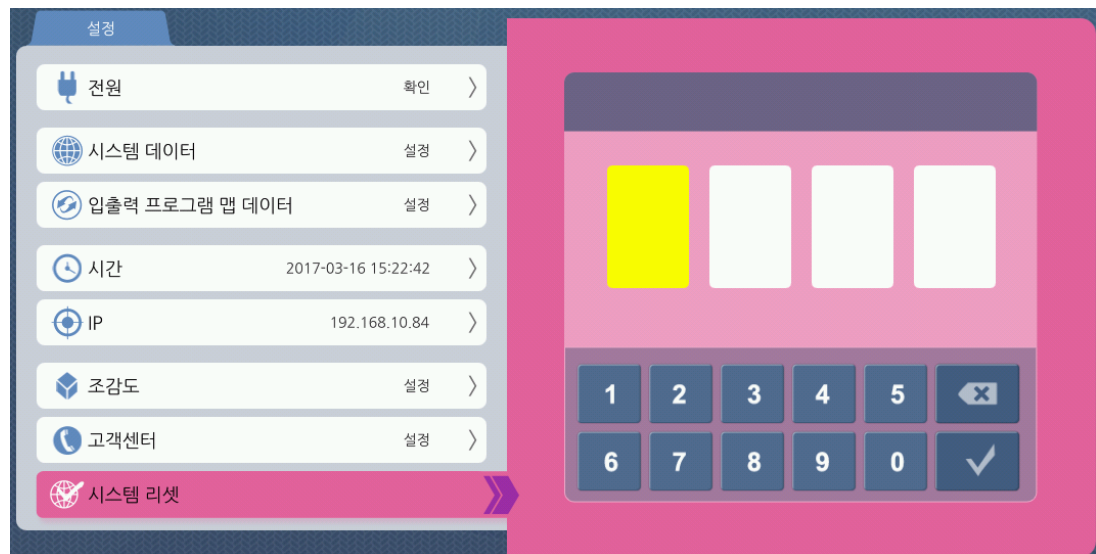 설정
전원 확인
시스템 데이터 설정
입출력 프로그램 맵 데이터 설정
시간 2017-03-16 15:22:42
IP 192.168.10.84
조감도 설정
고객센터 설정
시스템 리셋
1 2 3 4 5
6 7 8 9 0